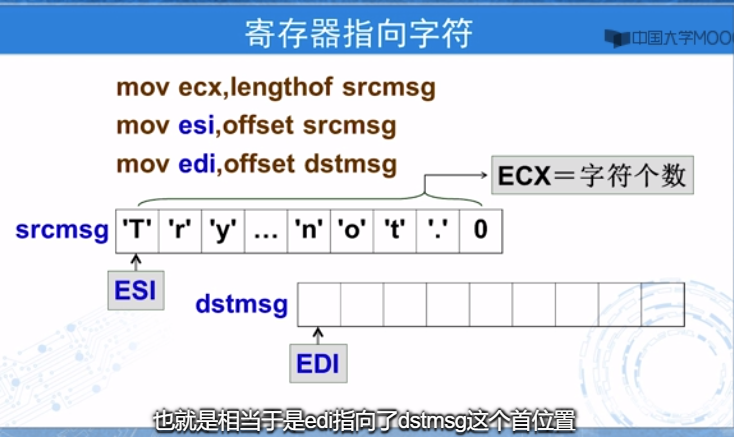 寄存器指向字符
中国大学MOO
mov ecx,lengthof srcmsg
mov esi,offset srcmsg
mov edi,offset dstmsg
ECX＝字符个数
srcmsg 'T' 'r' 'y' … 'n' 'o' 't' '.' 0
ESI
dstmsg
EDI
也就是相当于是edi指向了dstmsg这个首位置